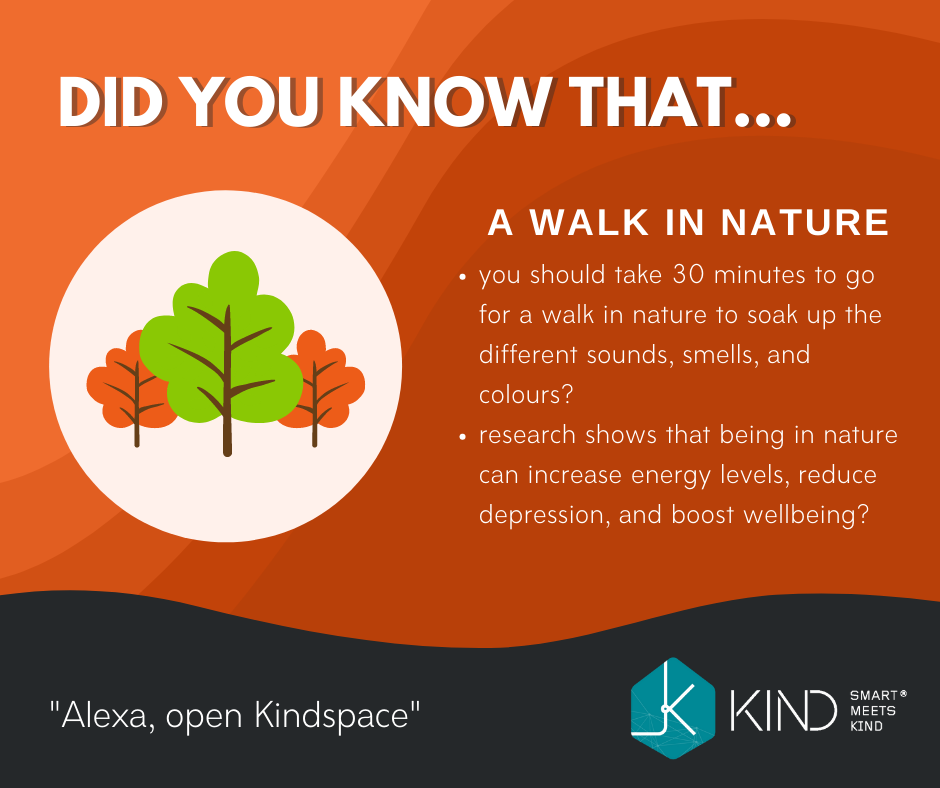 DID YOU KNOW THAT...
A WALK IN NATURE
• you should take 30 minutes to go
for a walk in nature to soak up the
different sounds, smells, and
colours?
• research shows that being in nature
can increase energy levels, reduce
depression, and boost wellbeing?
"Alexa, open Kindspace"
KIND
SMART®
MEETS
KIND